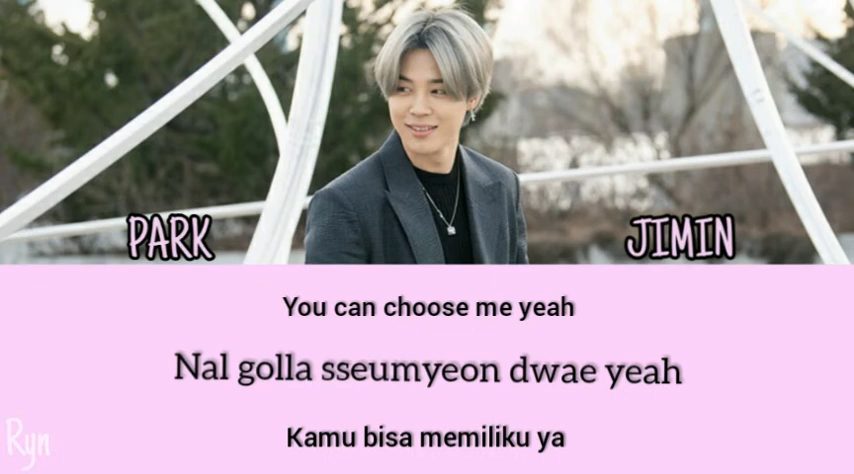 PARK JIMIN
You can choose me yeah
Nal golla sseumyeon dwae yeah
Kamu bisa memiliku ya
Ryn